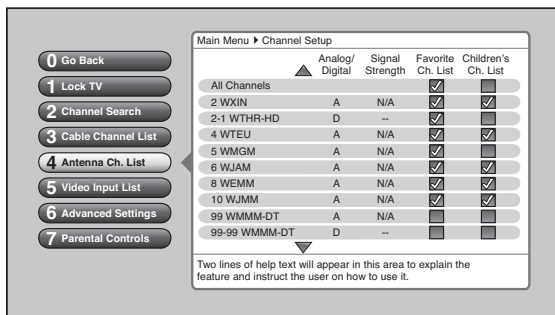 Main Menu ▸ Channel Setup
0 Go Back
1 Lock TV
2 Channel Search
3 Cable Channel List
4 Antenna Ch. List
5 Video Input List
6 Advanced Settings
7 Parental Controls
Analog/ Signal Favorite Children's
Digital Strength Ch. List Ch. List
All Channels
2 WXIN A N/A
2-1 WTHR-HD D --
4 WTEU A N/A
5 WMGM A N/A
6 WJAM A N/A
8 WEMM A N/A
10 WJMM A N/A
99 WMMM-DT A N/A
99-99 WMMM-DT D --
Two lines of help text will appear in this area to explain the
feature and instruct the user on how to use it.